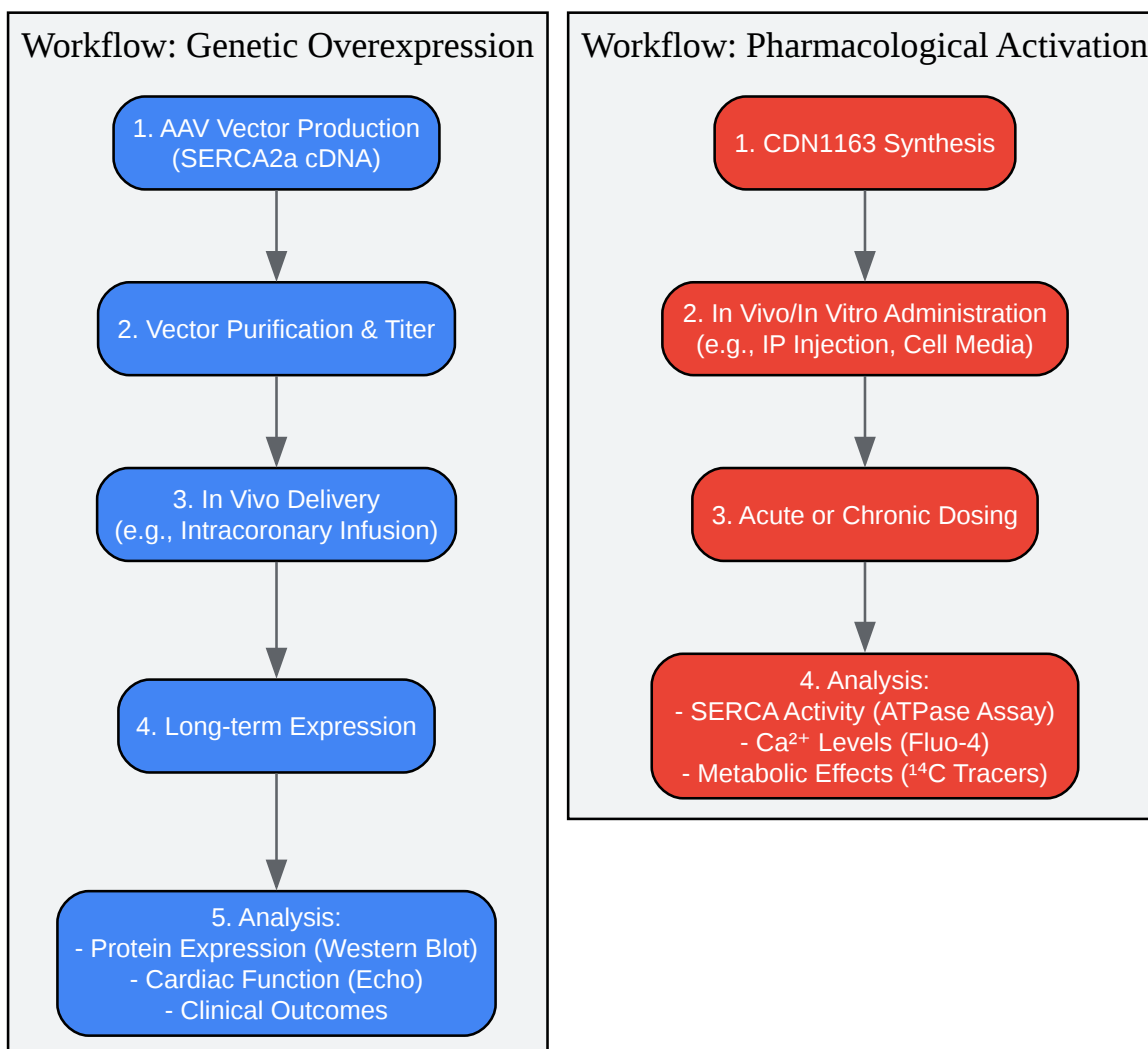 Workflow: Genetic Overexpression
1. AAV Vector Production
(SERCA2a cDNA)
2. Vector Purification & Titer
3. In Vivo Delivery
(e.g., Intracoronary Infusion)
4. Long-term Expression
5. Analysis:
- Protein Expression (Western Blot)
- Cardiac Function (Echo)
- Clinical Outcomes
Workflow: Pharmacological Activation
1. CDN1163 Synthesis
2. In Vivo/In Vitro Administration
(e.g., IP Injection, Cell Media)
3. Acute or Chronic Dosing
4. Analysis:
- SERCA Activity (ATPase Assay)
- Ca²⁺ Levels (Fluo-4)
- Metabolic Effects (¹⁴C Tracers)